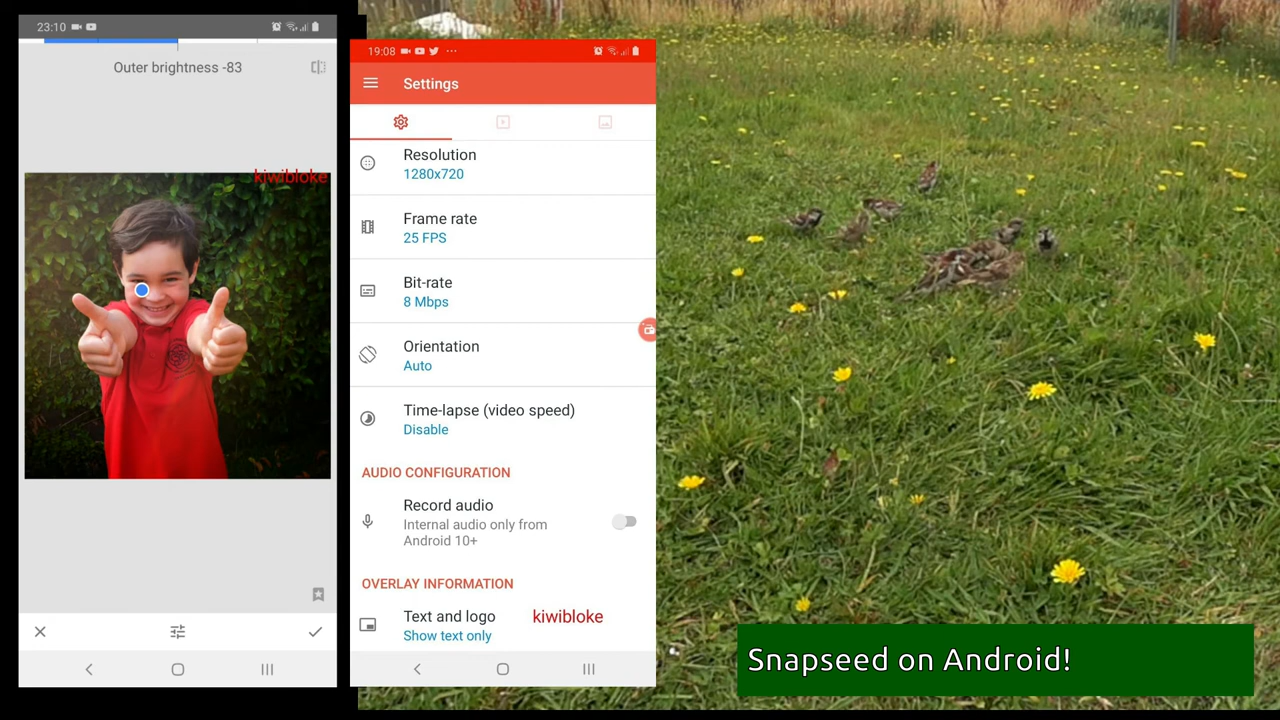 23:10
Outer brightness -83
kiwibloke
19:08
Settings
Resolution
1280x720
Frame rate
25 FPS
Bit-rate
8 Mbps
Orientation
Auto
Time-lapse (video speed)
Disable
AUDIO CONFIGURATION
Record audio
Internal audio only from
Android 10+
OVERLAY INFORMATION
Text and logo
kiwibloke
Show text only
Snapseed on Android!